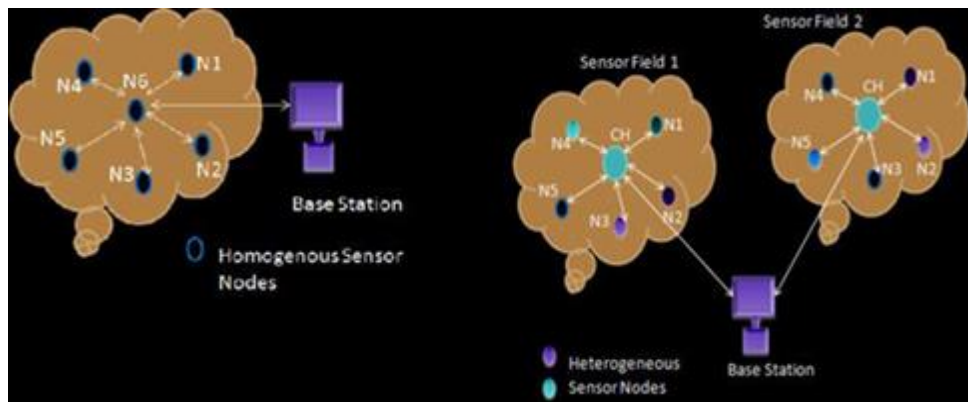 N4
N6
N1
N5
N3
N2
Base Station
Homogenous Sensor
Nodes
Sensor Field 1
N4
CH
N1
N5
N3
N2
Sensor Field 2
N4
CH
N1
N5
N3
N2
Heterogeneous
Sensor Nodes
Base Station